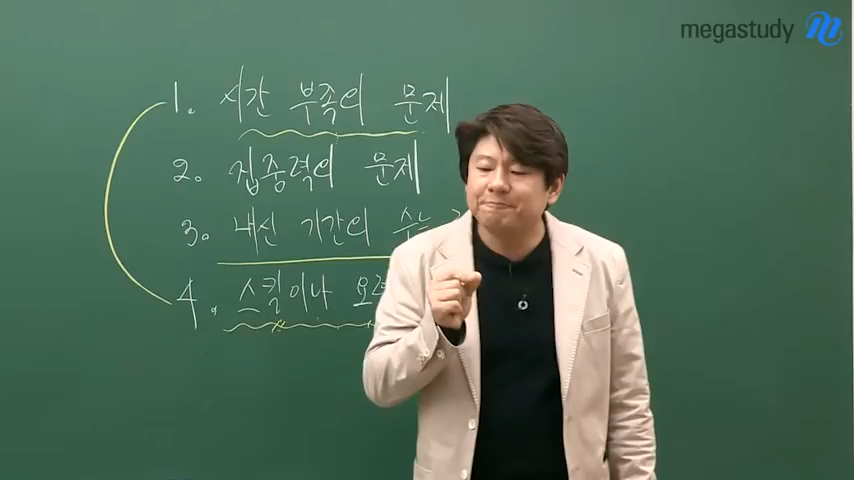 megastudy
1. 시간 부족의 문제
2. 집중력의 문제
3. 내신 기간의 수능
4. 스킬이나